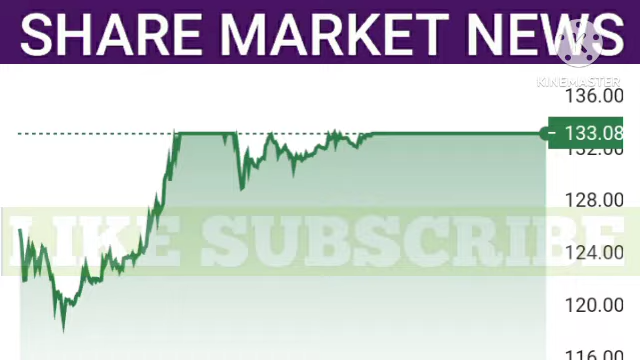 SHARE MARKET NEWS
K
KINEMASTER
136.00
133.08
132.00
128.00
LIKE SUBSCRIBE
124.00
120.00
116.00